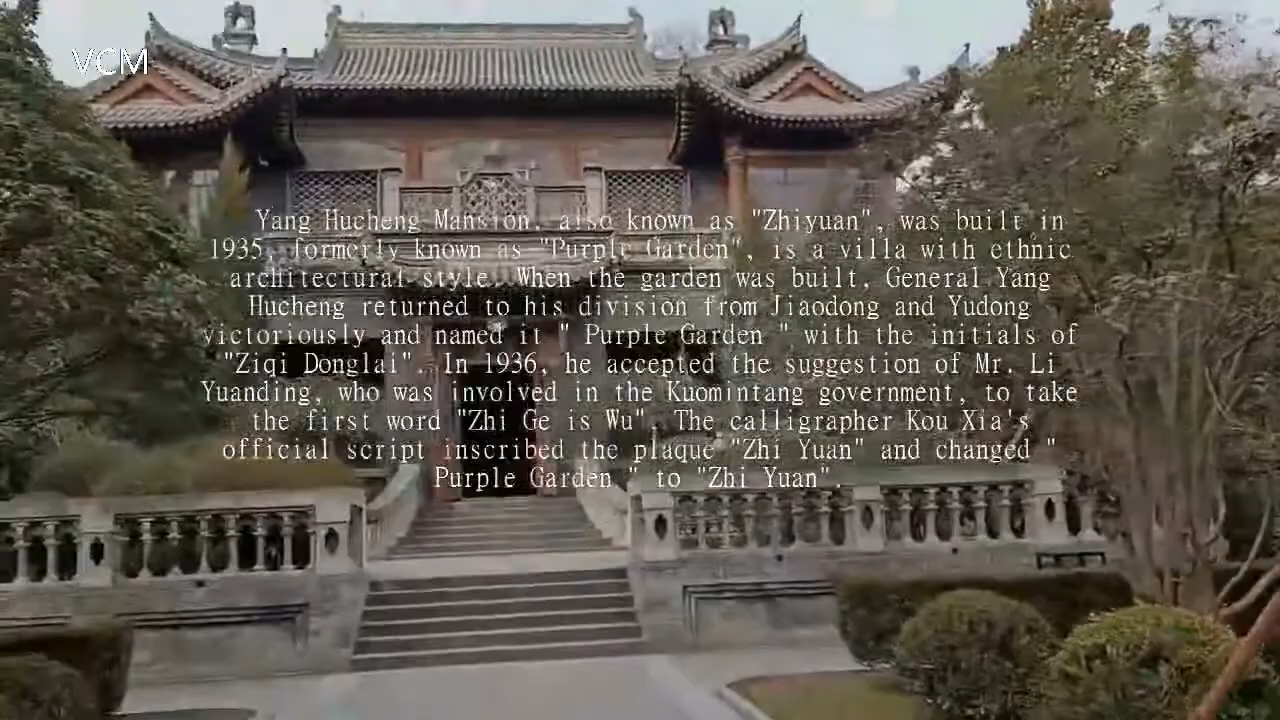 VCM
Yang Hucheng Mansion, also known as "Zhiyuan", was built in
1935, formerly known as "Purple Garden", is a villa with ethnic
architectural style. When the garden was built, General Yang
Hucheng returned to his division from Jiaodong and Yudong
victoriously and named it " Purple Garden " with the initials of
"Ziqi Donglai". In 1936, he accepted the suggestion of Mr. Li
Yuanding, who was involved in the Kuomintang government, to take
the first word "Zhi Ge is Wu". The calligrapher Kou Xia's
official script inscribed the plaque "Zhi Yuan" and changed "
Purple Garden " to "Zhi Yuan".